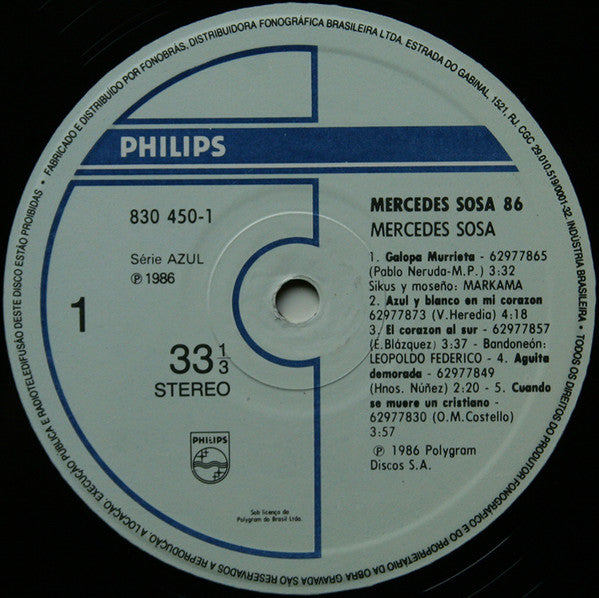 • FABRICADO E DISTRIBUÍDO POR FONOBRÁS. DISTRIBUIDORA FONOGRÁFICA BRASILEIRA LTDA. ESTRADA DO GABINAL, 1521, RJ, CGC 29.010.519/0001-32. INDÚSTRIA BRASILEIRA • TODOS OS DIREITOS DO PRODUTOR FONOGRÁFICO E DO PROPRIETÁRIO DA OBRA GRAVADA SÃO RESERVADOS A REPRODUÇÃO, A LOCAÇÃO, EXECUÇÃO PÚBLICA E RADIOTELEDIFUSÃO DESTE DISCO ESTÃO PROIBIDAS
PHILIPS
830 450-1
Série AZUL
℗ 1986
1
33 1/3
STEREO
PHILIPS
Sob licença de
Polygram do Brasil Ltda.
MERCEDES SOSA 86
MERCEDES SOSA
1. Galopa Murrieta - 62977865
(Pablo Neruda-M.P.) 3:32
Sikus y moseño: MARKAMA
2. Azul y blanco en mi corazon
62977873 (V.Heredia) 4:18
3. El corazon al sur - 62977857
(E.Blázquez) 3:37 - Bandoneón:
LEOPOLDO FEDERICO - 4. Aguita
demorada - 62977849
(Hnos. Núñez) 2:20 - 5. Cuando
se muere un cristiano -
62977830 (O.M.Costello)
3:57
℗ 1986 Polygram
Discos S.A.